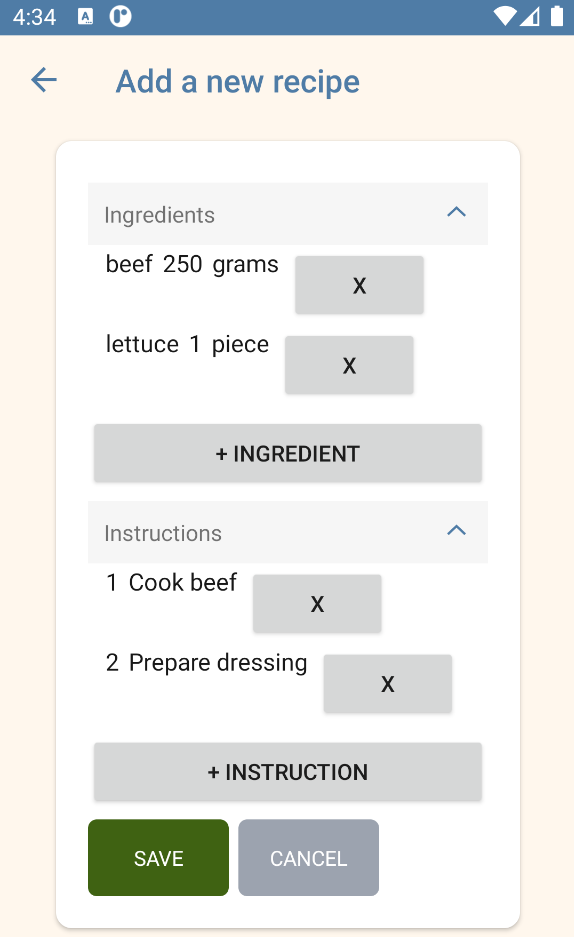 4:34
Add a new recipe
Ingredients
beef 250 grams X
lettuce 1 piece X
+ INGREDIENT
Instructions
1 Cook beef X
2 Prepare dressing X
+ INSTRUCTION
SAVE CANCEL